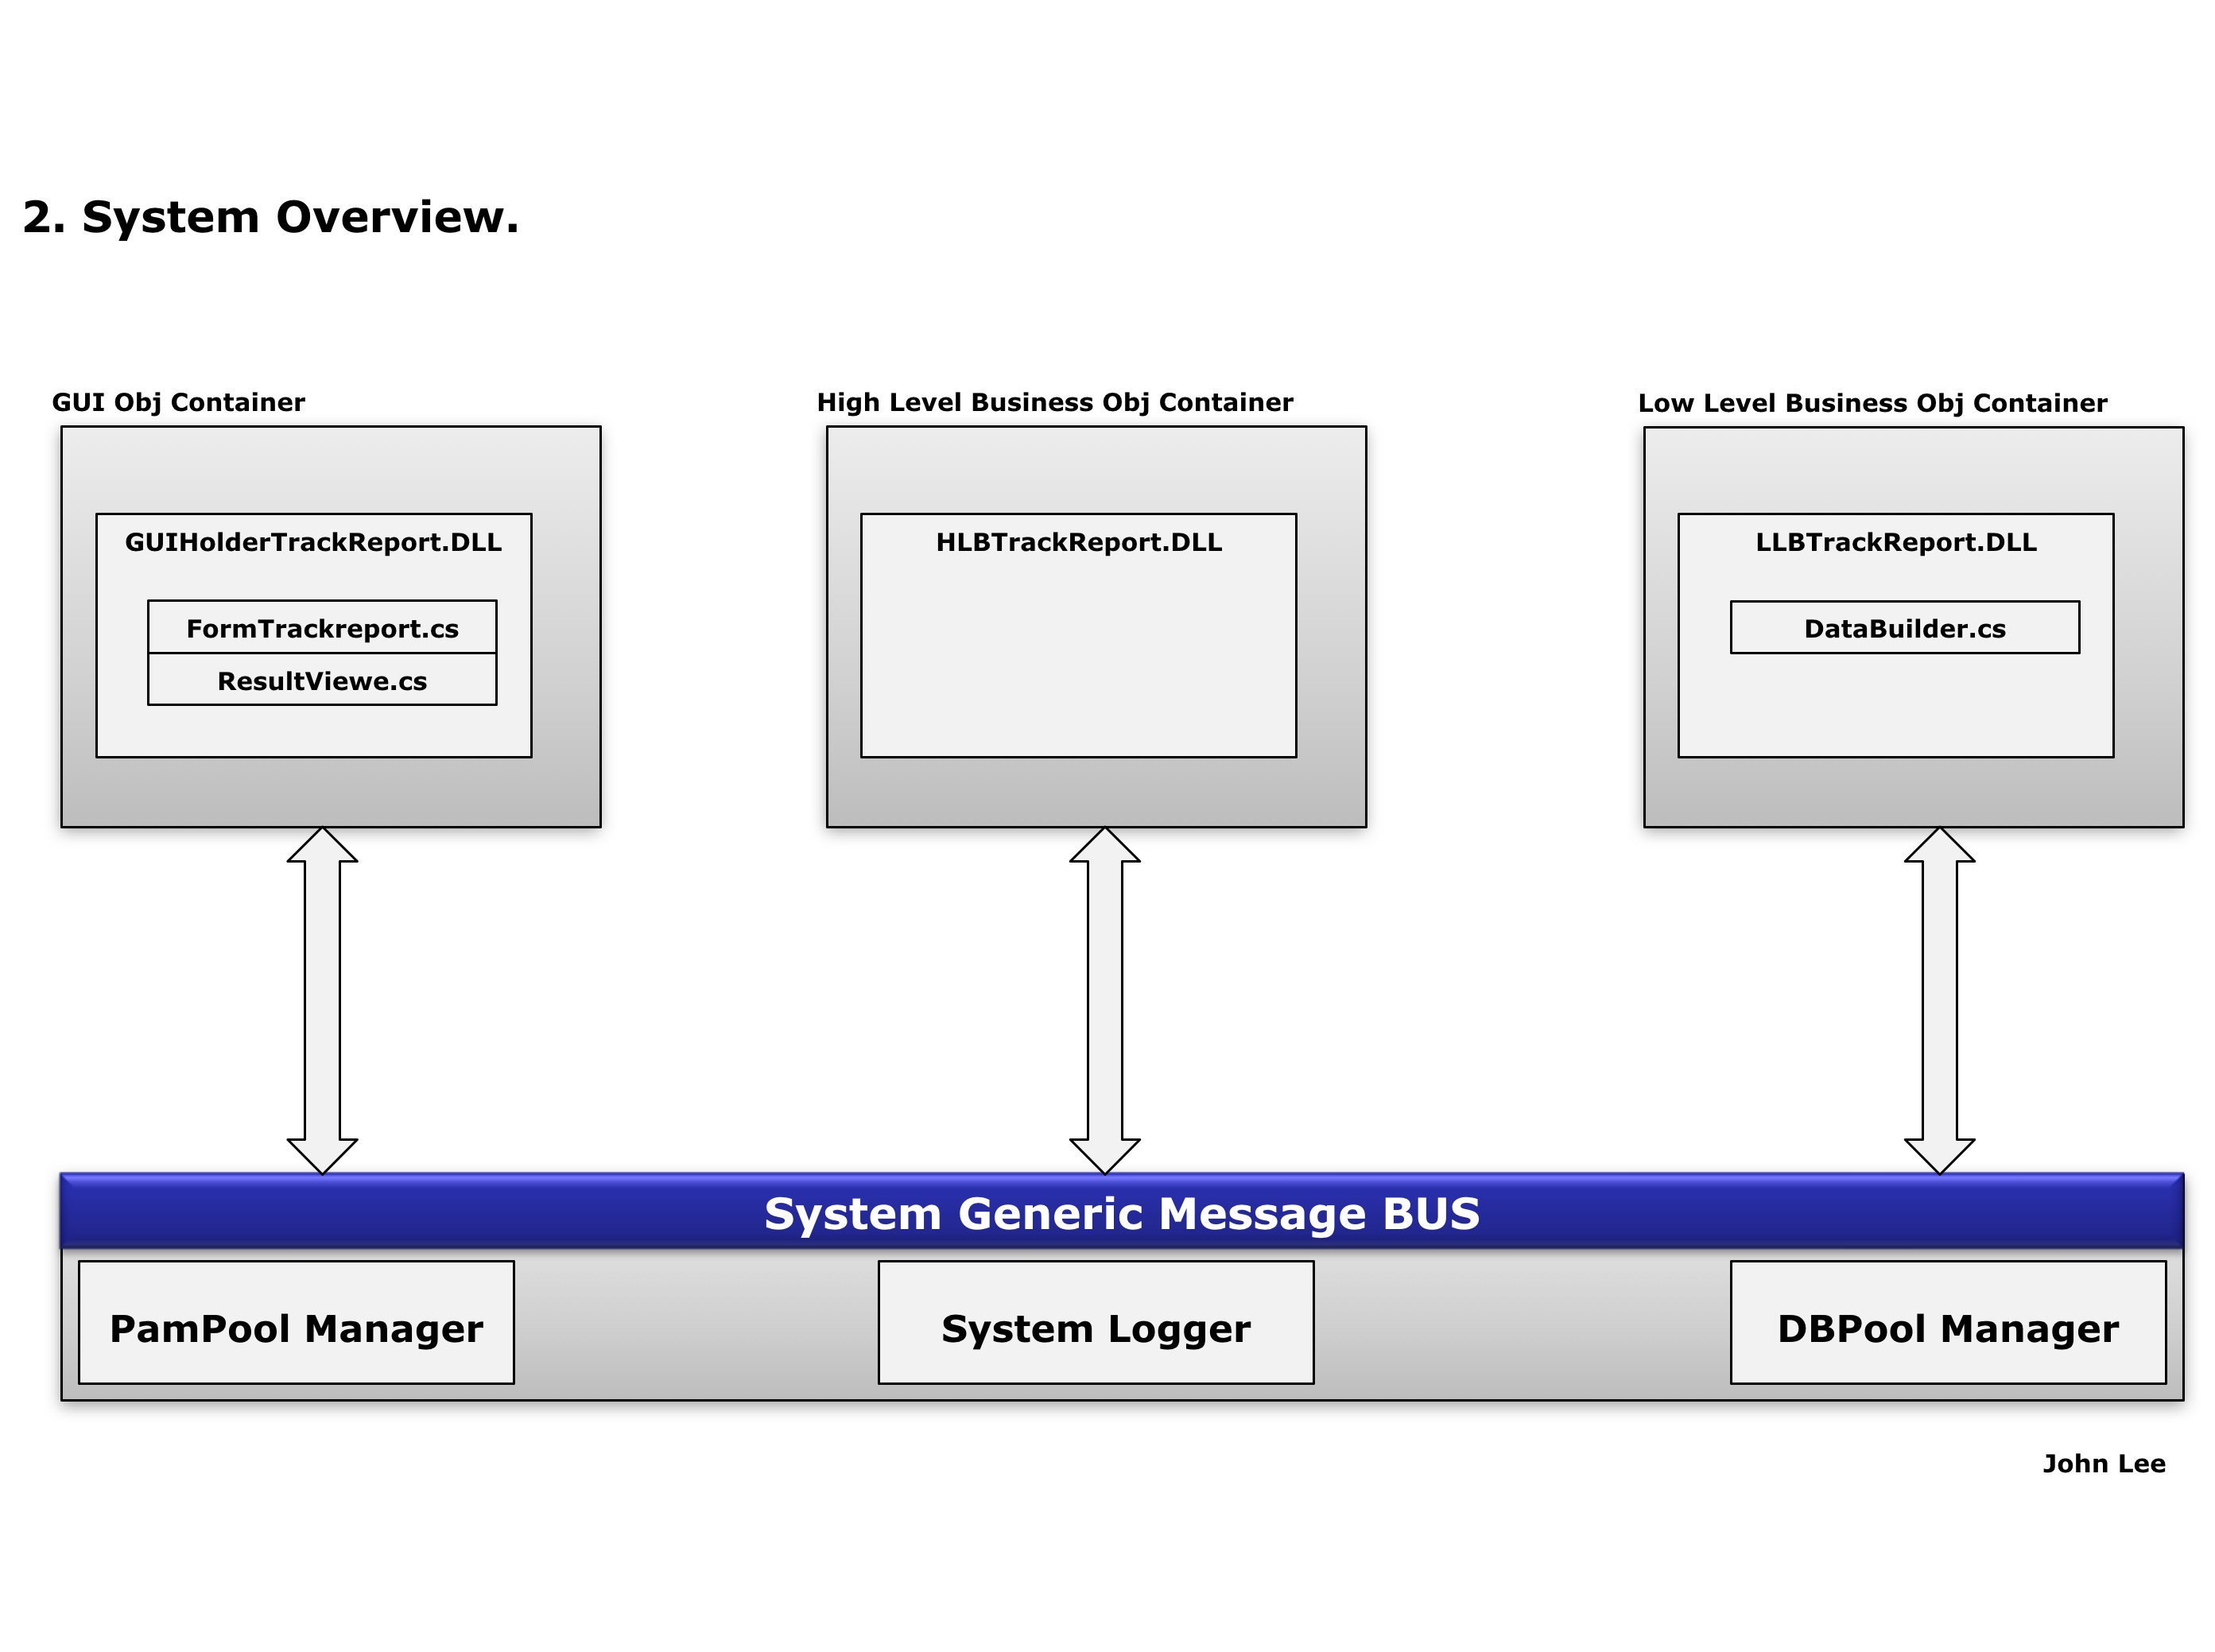 2. System Overview.
GUI Obj Container
High Level Business Obj Container
Low Level Business Obj Container
GUIHolderTrackReport.DLL
HLBTrackReport.DLL
LLBTrackReport.DLL
FormTrackreport.cs
DataBuilder.cs
ResultViewe.cs
System Generic Message BUS
PamPool Manager
System Logger
DBPool Manager
John Lee